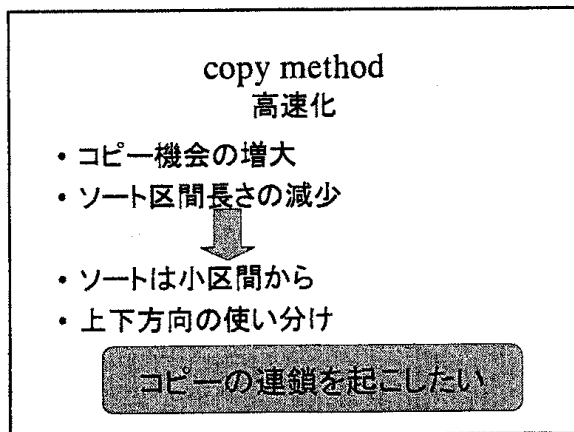 copy method
高速化
・コピー機会の増大
・ソート区間長さの減少
・ソートは小区間から
・上下方向の使い分け
コピーの連鎖を起こしたい